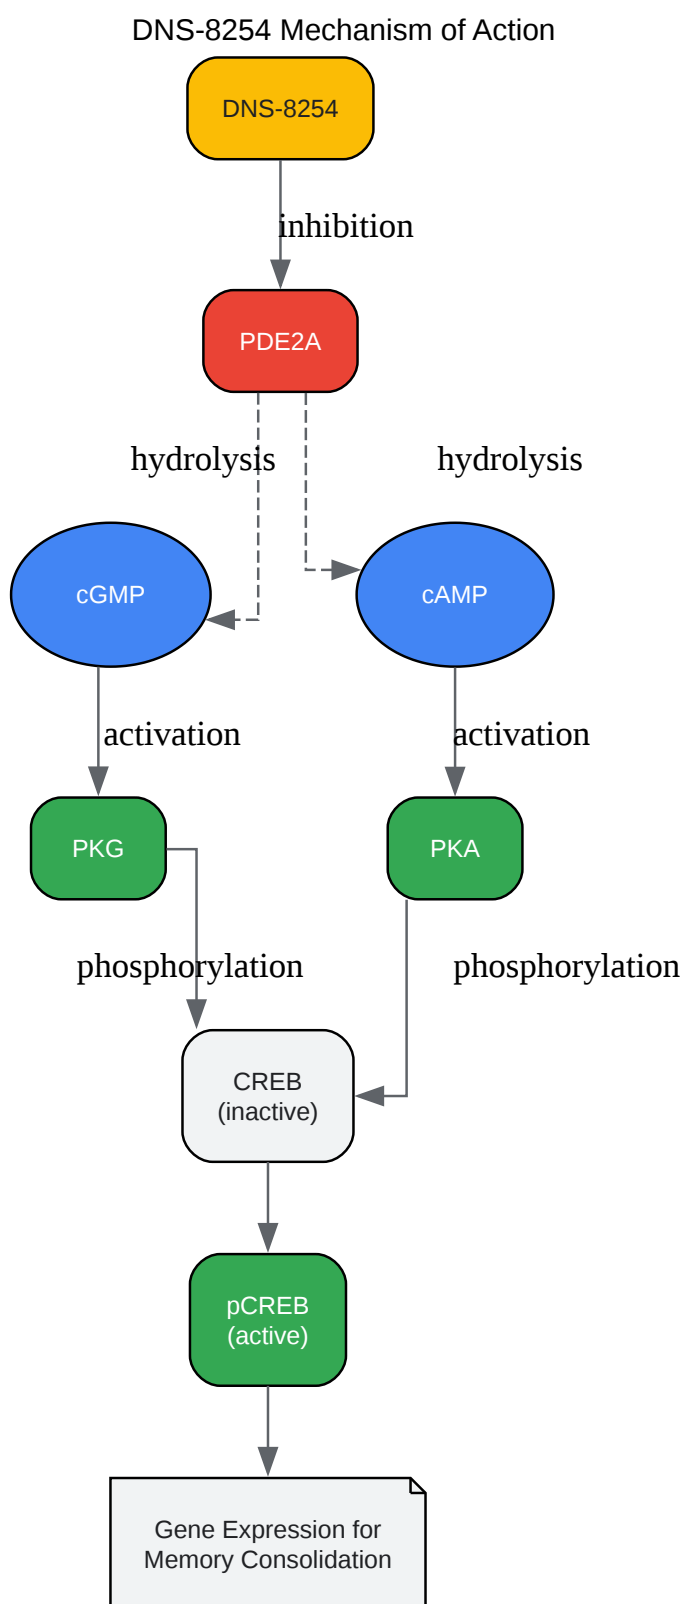 DNS-8254 Mechanism of Action
DNS-8254
inhibition
PDE2A
hydrolysis
hydrolysis
cGMP
cAMP
activation
activation
PKG
PKA
phosphorylation
phosphorylation
CREB
(inactive)
pCREB
(active)
Gene Expression for
Memory Consolidation